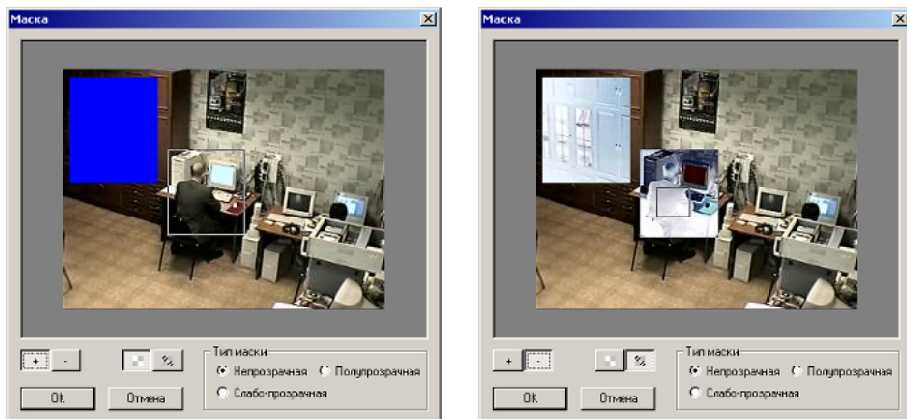 Маска
+ -
Тип маски
Непрозрачная Полупрозрачная
Слабо-прозрачная
OK Отмена
Маска
+ -
Тип маски
Непрозрачная Полупрозрачная
Слабо-прозрачная
OK Отмена